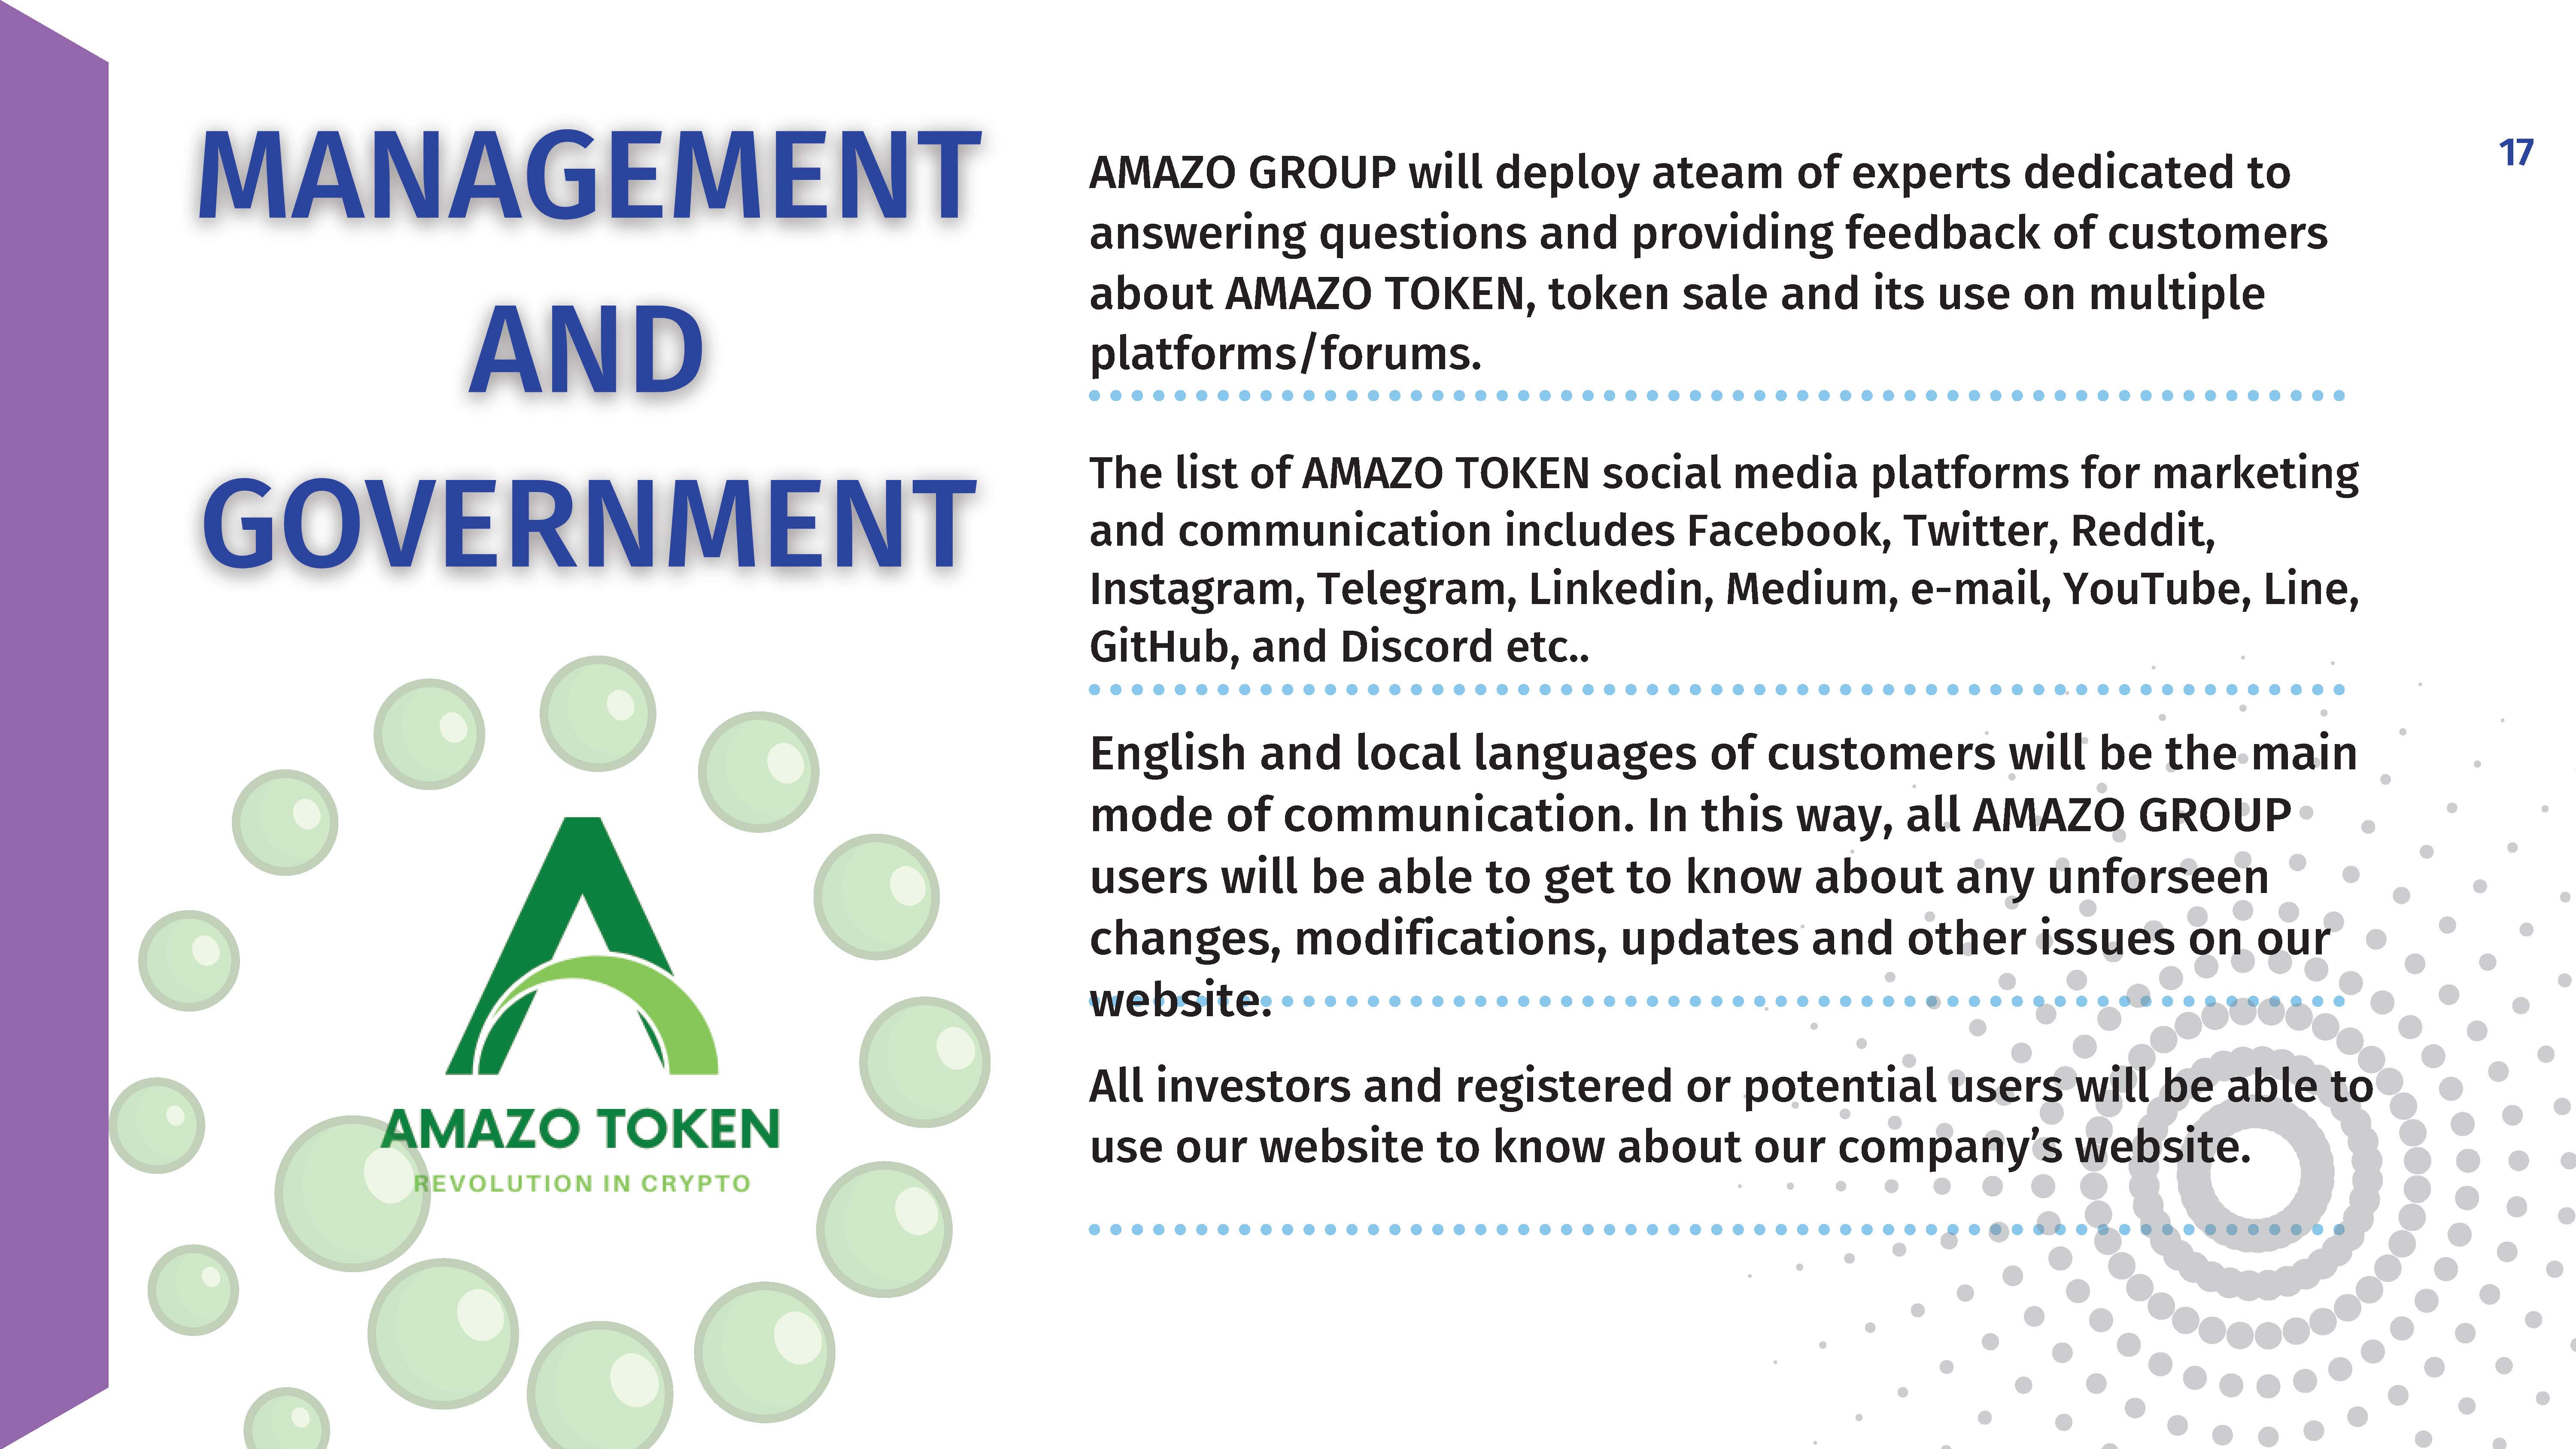 MANAGEMENT
AND
GOVERNMENT
AMAZO TOKEN
REVOLUTION IN CRYPTO
17
AMAZO GROUP will deploy ateam of experts dedicated to
answering questions and providing feedback of customers
about AMAZO TOKEN, token sale and its use on multiple
platforms/forums.
The list of AMAZO TOKEN social media platforms for marketing
and communication includes Facebook, Twitter, Reddit,
Instagram, Telegram, Linkedin, Medium, e-mail, YouTube, Line,
GitHub, and Discord etc..
English and local languages of customers will be the main
mode of communication. In this way, all AMAZO GROUP
users will be able to get to know about any unforseen
changes, modifications, updates and other issues on our
website.
All investors and registered or potential users will be able to
use our website to know about our company’s website.